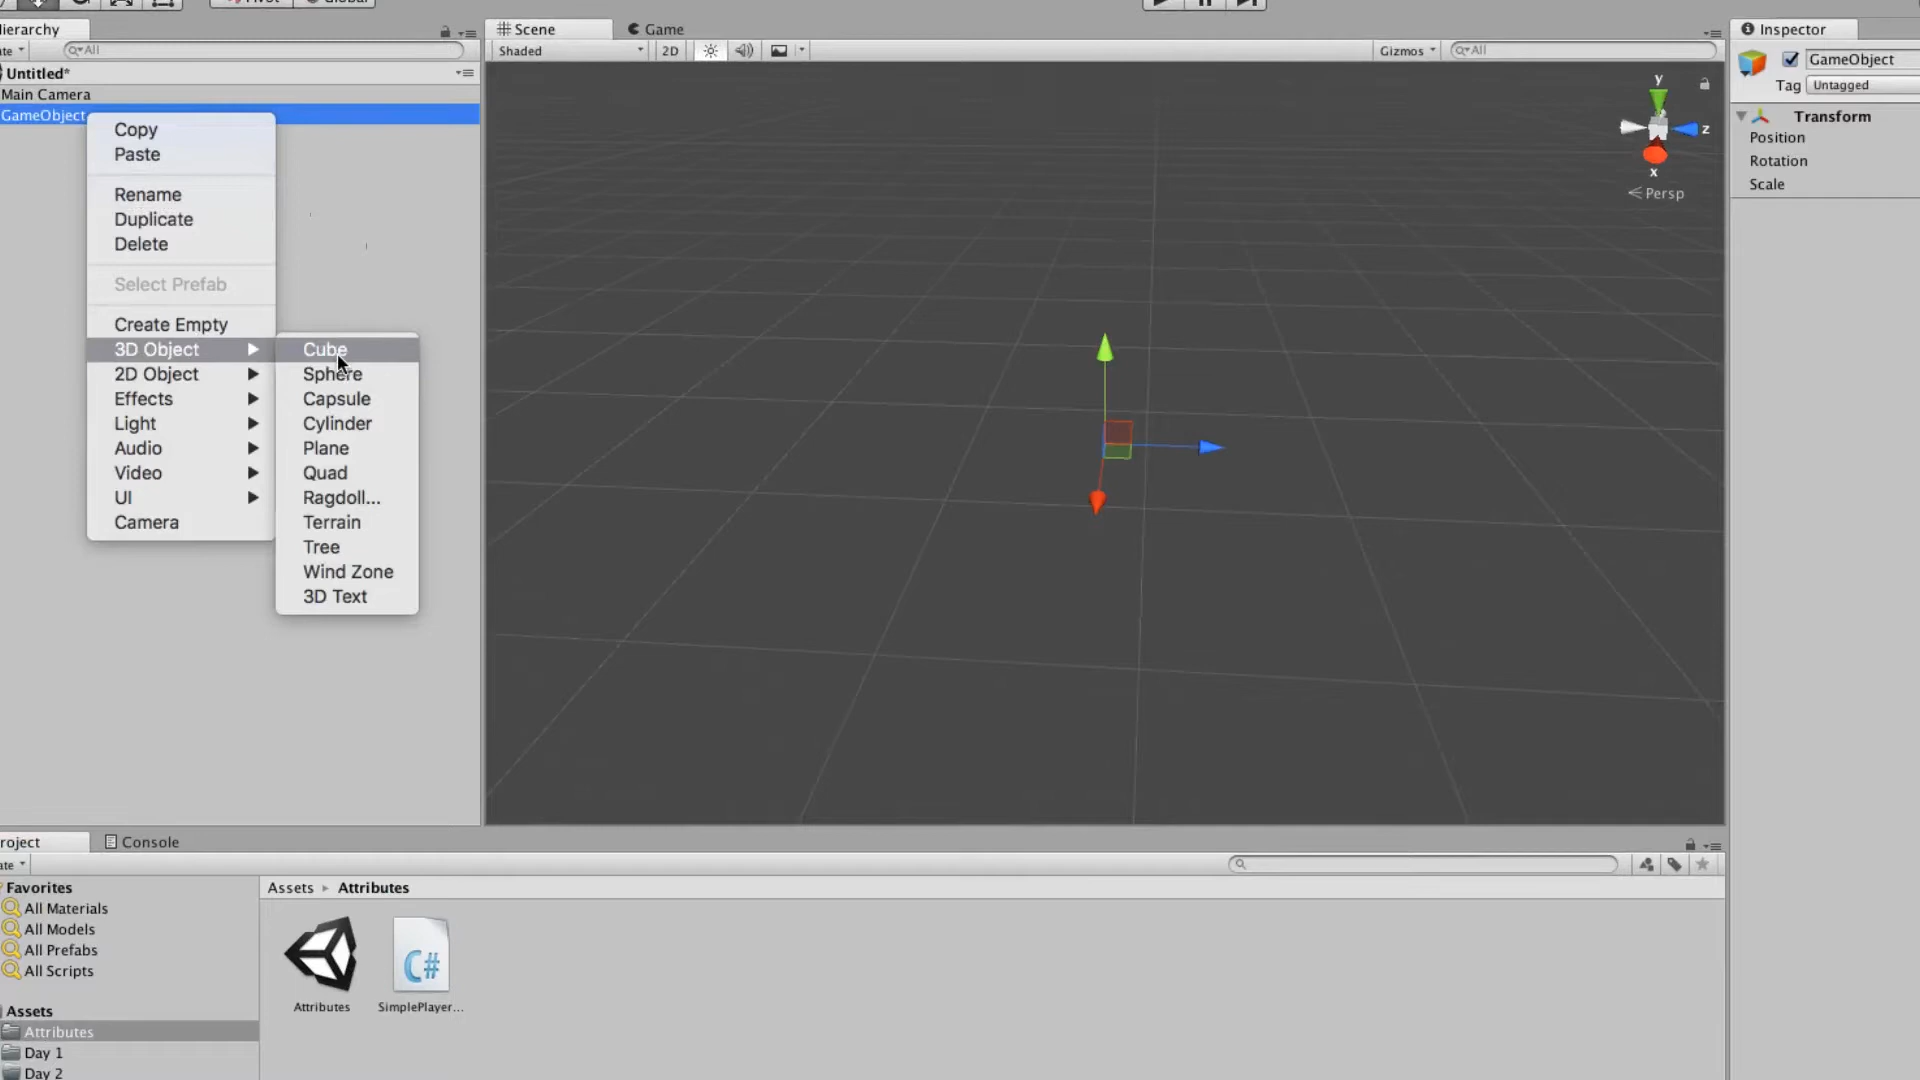 Pivot Global
Hierarchy
Scene
Game
Inspector
All
Shaded
2D
Gizmos
All
GameObject
Untitled*
Tag Untagged
Main Camera
GameObject
Transform
Position
Rotation
Scale
y
z
x
Persp
Copy
Paste
Rename
Duplicate
Delete
Select Prefab
Create Empty
3D Object
2D Object
Effects
Light
Audio
Video
UI
Camera
Cube
Sphere
Capsule
Cylinder
Plane
Quad
Ragdoll...
Terrain
Tree
Wind Zone
3D Text
roject
Console
ate
Favorites
All Materials
All Models
All Prefabs
All Scripts
Assets
Attributes
Day 1
Day 2
Assets ▸ Attributes
Attributes
C#
SimplePlayer...